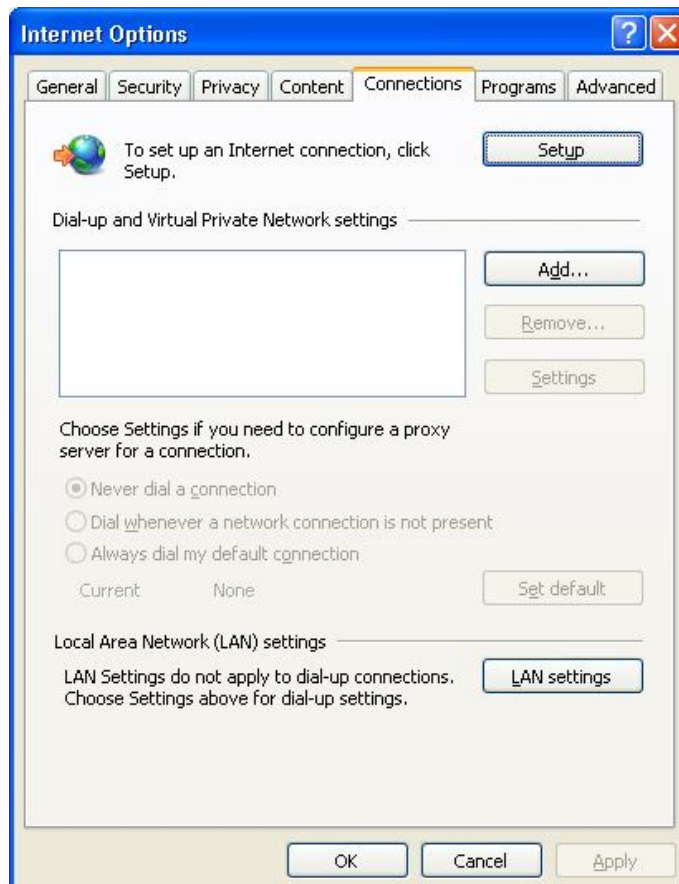 Internet Options
?
General Security Privacy Content Connections Programs Advanced
To set up an Internet connection, click
Setup.
Setup
Dial-up and Virtual Private Network settings
Add...
Remove...
Settings
Choose Settings if you need to configure a proxy
server for a connection.
Never dial a connection
Dial whenever a network connection is not present
Always dial my default connection
Current None
Set default
Local Area Network (LAN) settings
LAN Settings do not apply to dial-up connections.
Choose Settings above for dial-up settings.
LAN settings
OK Cancel Apply